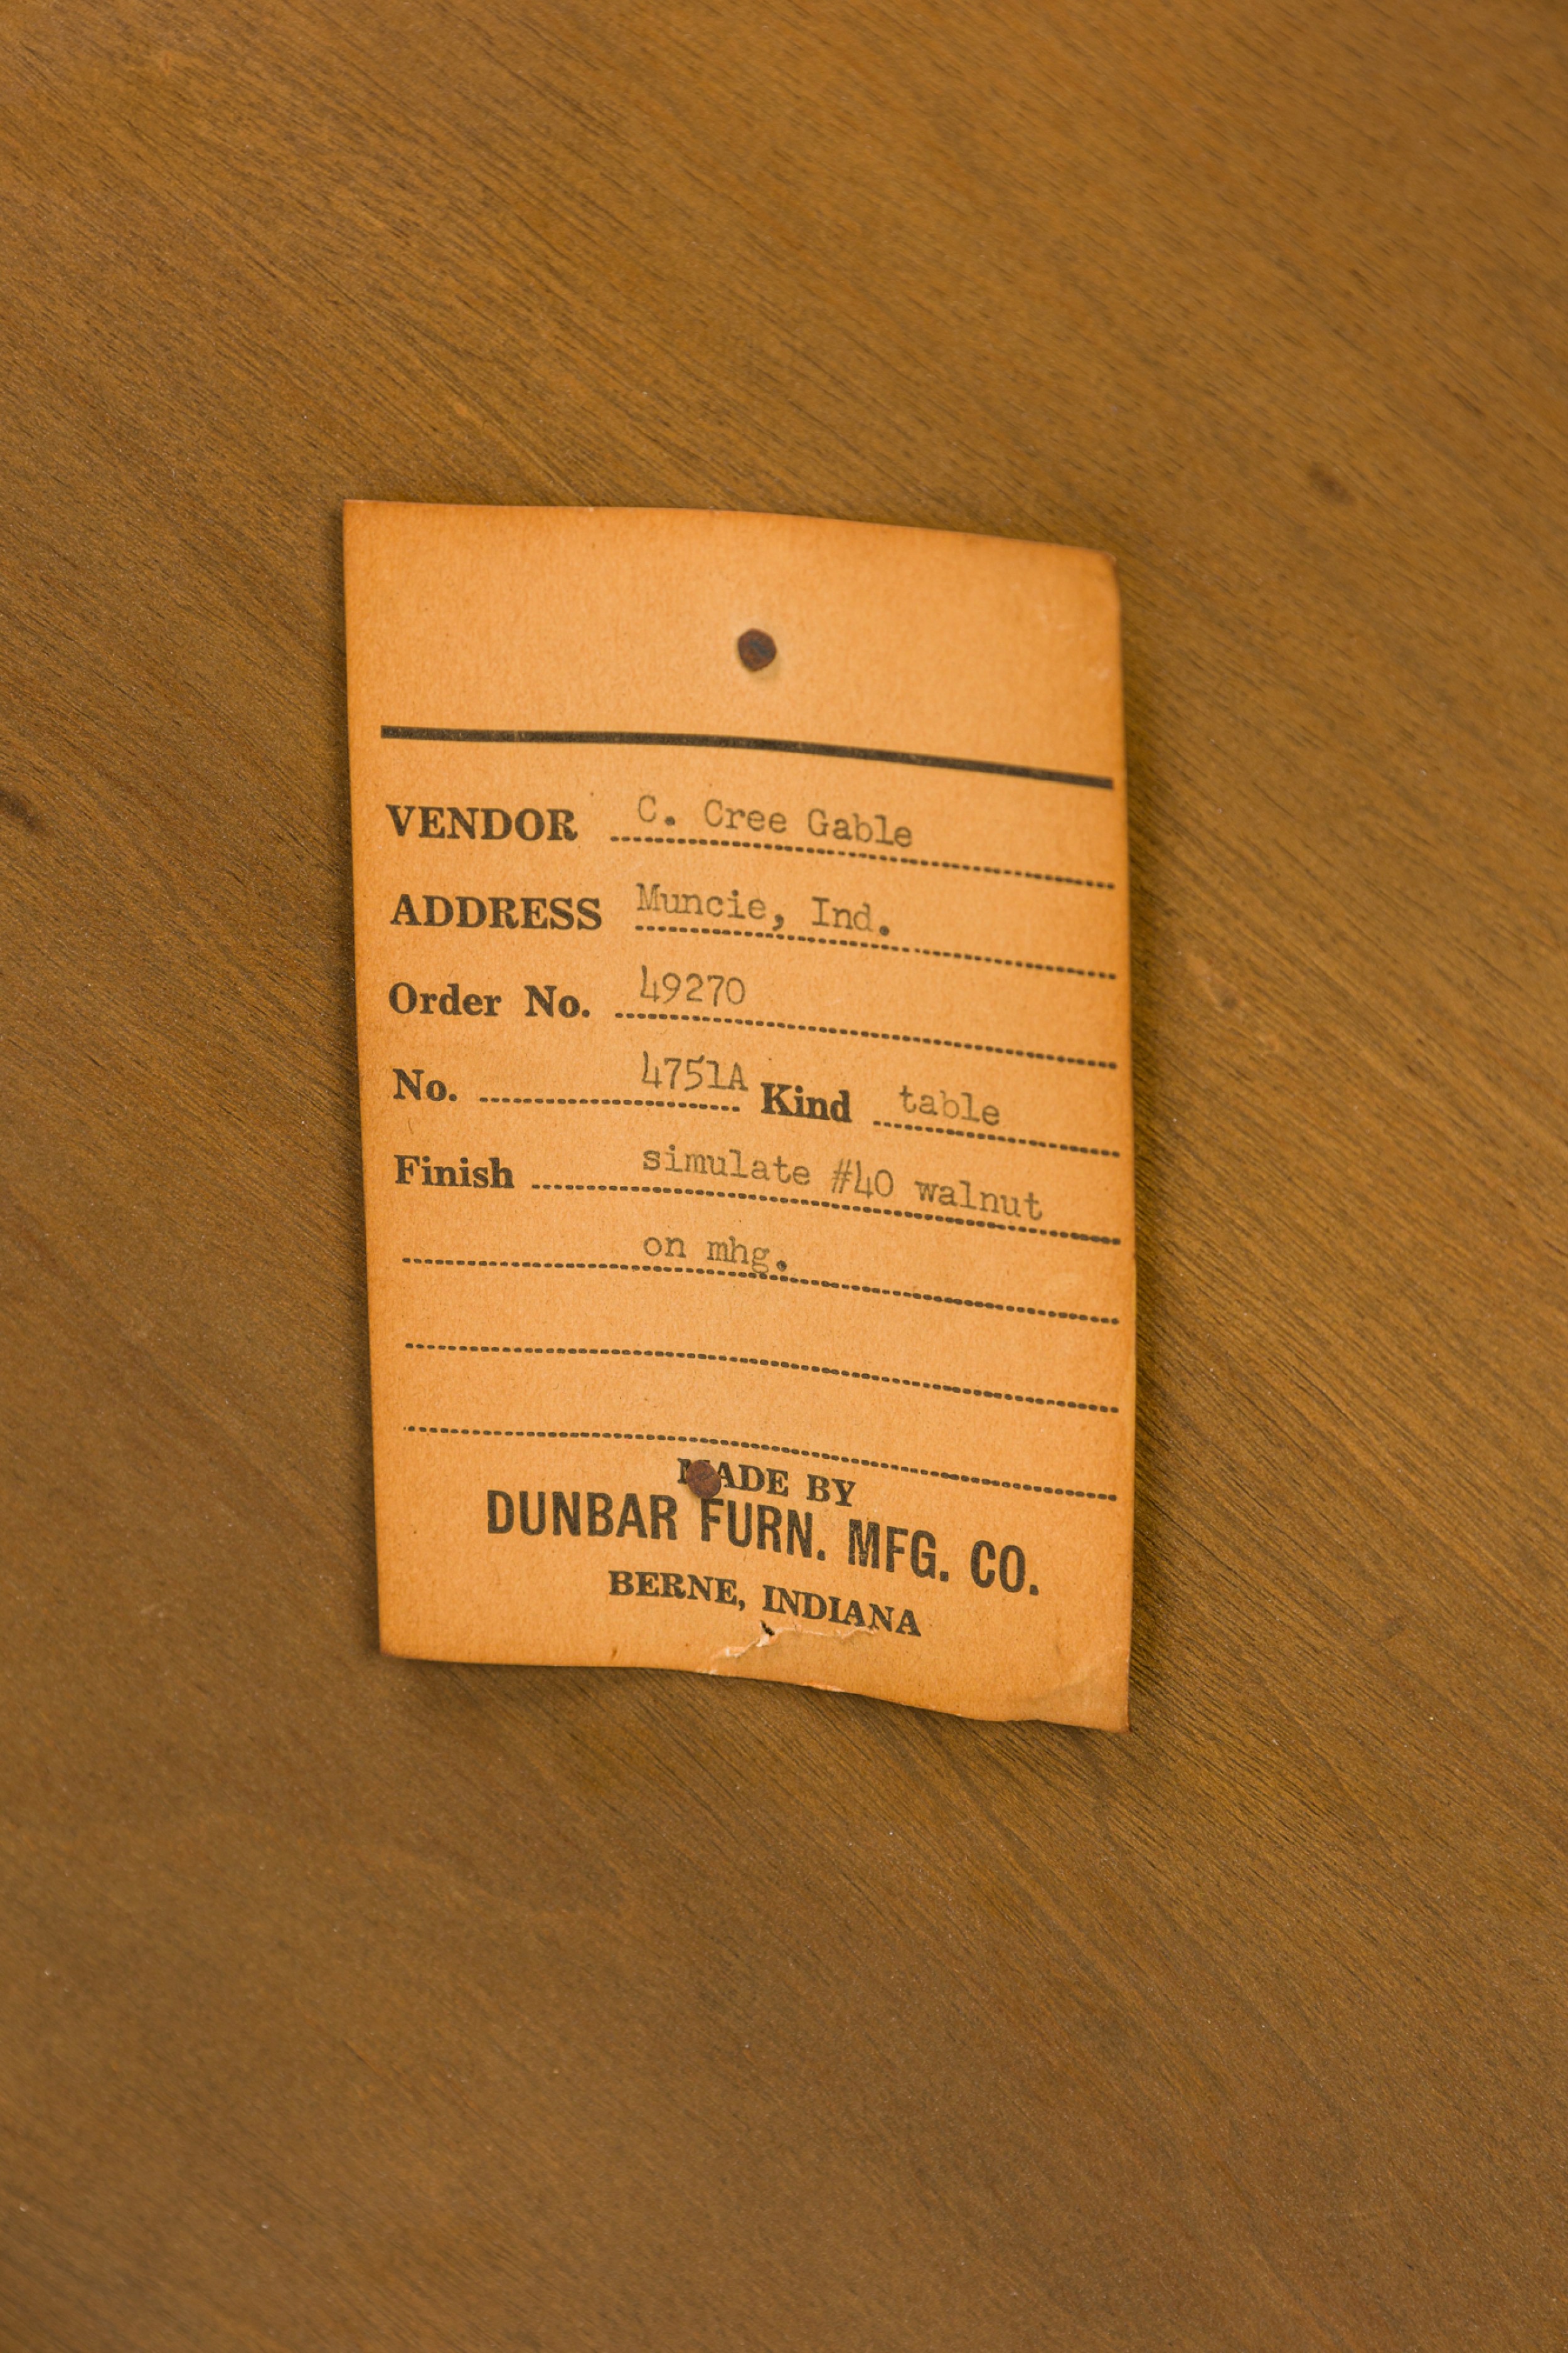 VENDOR C. Cree Gable
ADDRESS Muncie, Ind.
Order No. 49270
No. 4751A Kind table
Finish simulate #40 walnut
on mhg.
MADE BY
DUNBAR FURN. MFG. CO.
BERNE, INDIANA